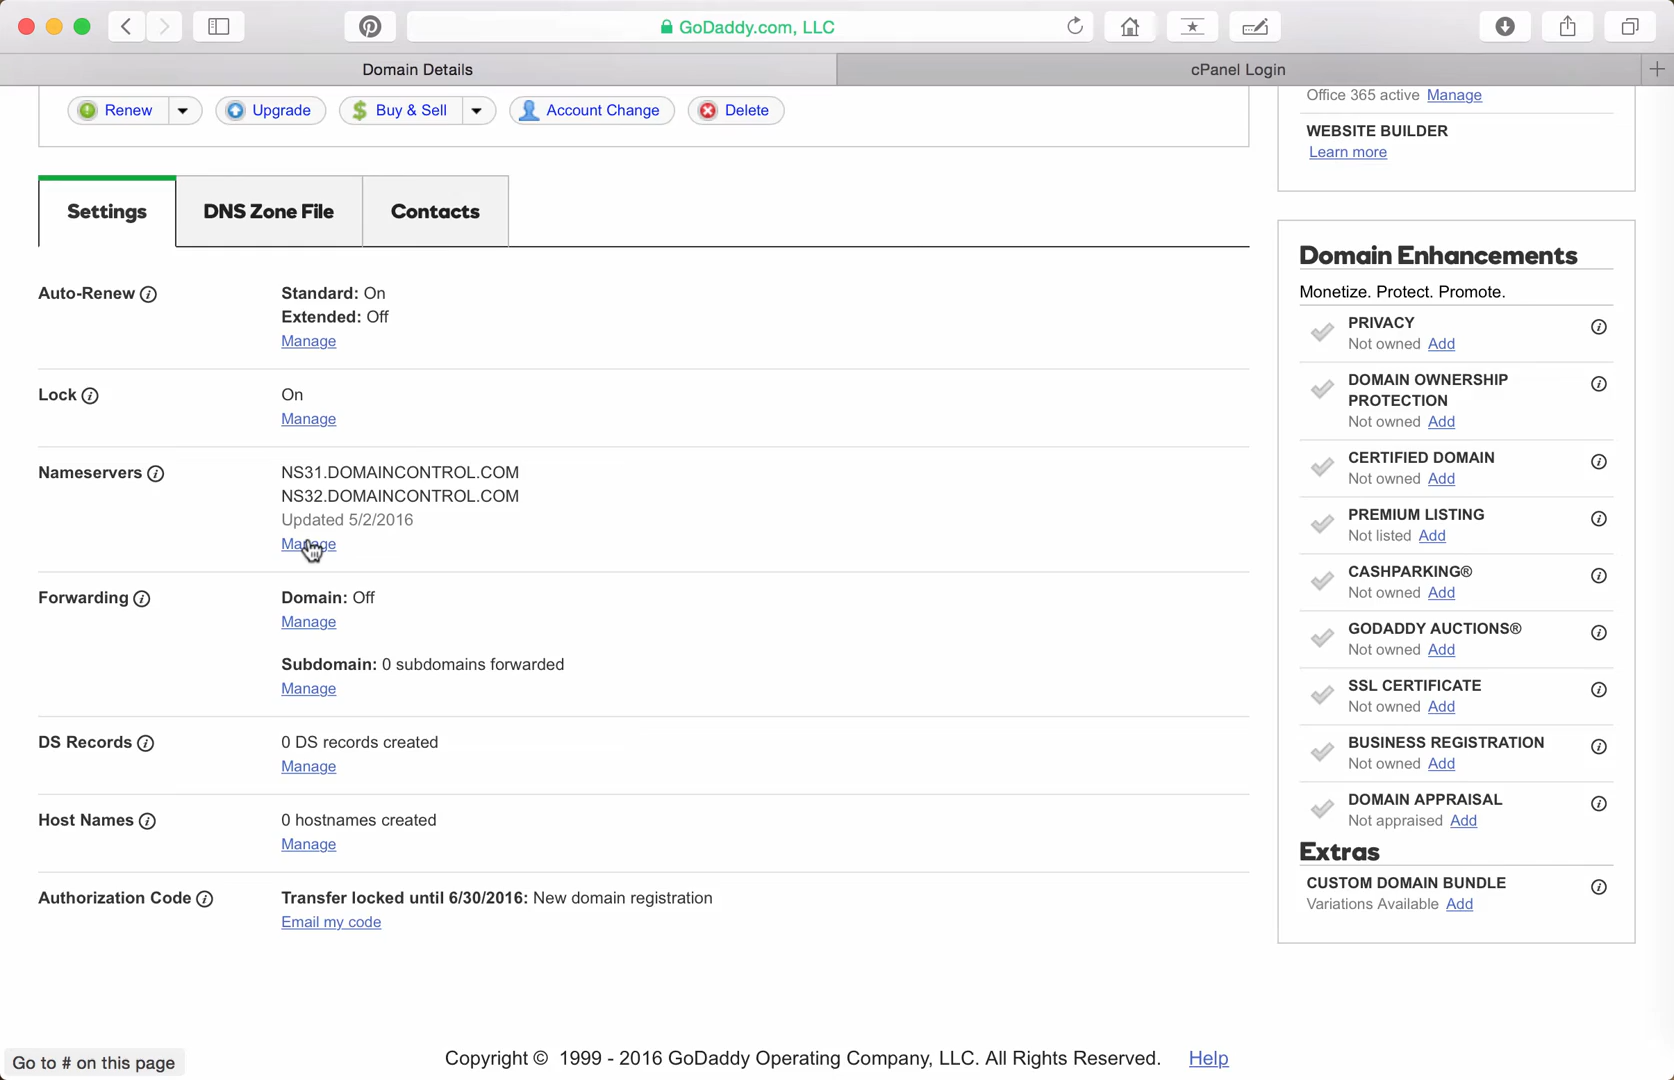 GoDaddy.com, LLC
Domain Details
cPanel Login
Renew
Upgrade
Buy & Sell
Account Change
Delete
Settings
DNS Zone File
Contacts
Auto-Renew
Standard: On
Extended: Off
Manage
Lock
On
Manage
Nameservers
NS31.DOMAINCONTROL.COM
NS32.DOMAINCONTROL.COM
Updated 5/2/2016
Manage
Forwarding
Domain: Off
Manage
Subdomain: 0 subdomains forwarded
Manage
DS Records
0 DS records created
Manage
Host Names
0 hostnames created
Manage
Authorization Code
Transfer locked until 6/30/2016: New domain registration
Email my code
Office 365 active Manage
WEBSITE BUILDER
Learn more
Domain Enhancements
Monetize. Protect. Promote.
PRIVACY
Not owned Add
DOMAIN OWNERSHIP
PROTECTION
Not owned Add
CERTIFIED DOMAIN
Not owned Add
PREMIUM LISTING
Not listed Add
CASHPARKING®
Not owned Add
GODADDY AUCTIONS®
Not owned Add
SSL CERTIFICATE
Not owned Add
BUSINESS REGISTRATION
Not owned Add
DOMAIN APPRAISAL
Not appraised Add
Extras
CUSTOM DOMAIN BUNDLE
Variations Available Add
Go to # on this page
Copyright © 1999 - 2016 GoDaddy Operating Company, LLC. All Rights Reserved. Help